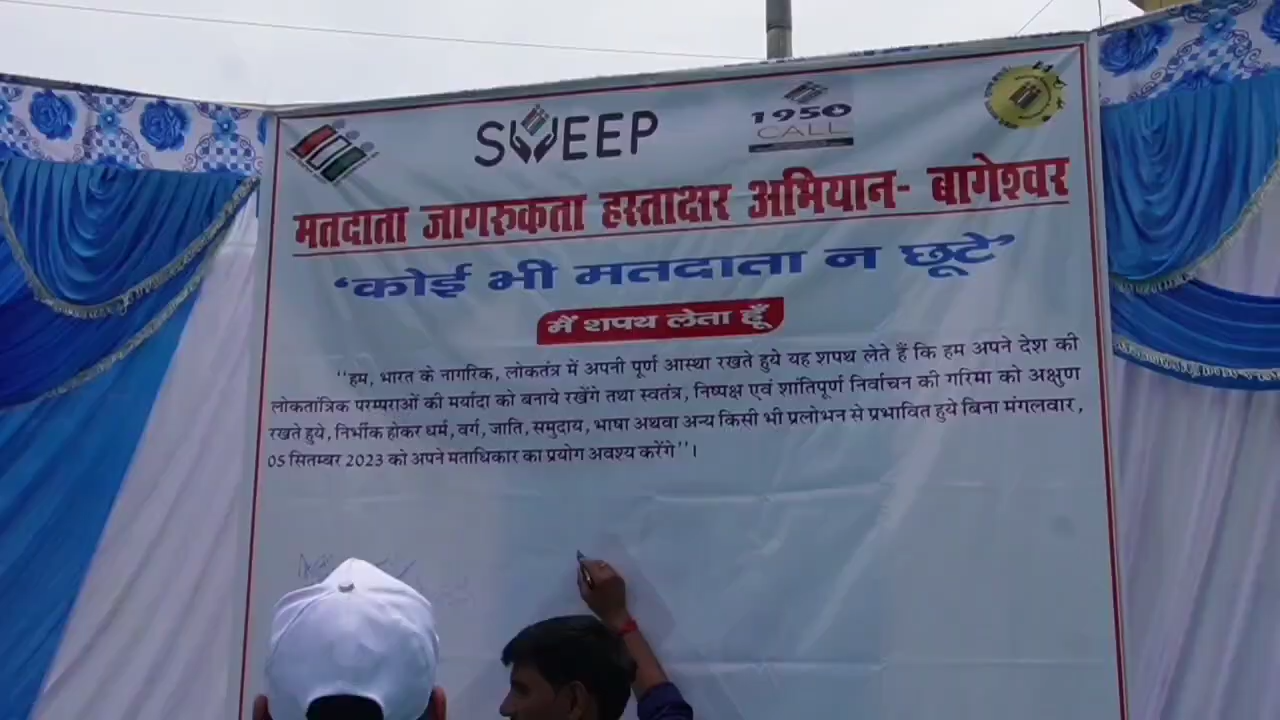 SWEEP
1950
CALL
मतदाता जागरुकता हस्ताक्षर अभियान- बागेश्वर
‘कोई भी मतदाता न छूटे’
मैं शपथ लेता हूँ
‘‘हम, भारत के नागरिक, लोकतंत्र में अपनी पूर्ण आस्था रखते हुये यह शपथ लेते हैं कि हम अपने देश की
लोकतांत्रिक परम्पराओं की मर्यादा को बनाये रखेंगे तथा स्वतंत्र, निष्पक्ष एवं शांतिपूर्ण निर्वाचन की गरिमा को अक्षुण
रखते हुये, निर्भीक होकर धर्म, वर्ग, जाति, समुदाय, भाषा अथवा अन्य किसी भी प्रलोभन से प्रभावित हुये बिना मंगलवार,
05 सितम्बर 2023 को अपने मताधिकार का प्रयोग अवश्य करेंगे’’।